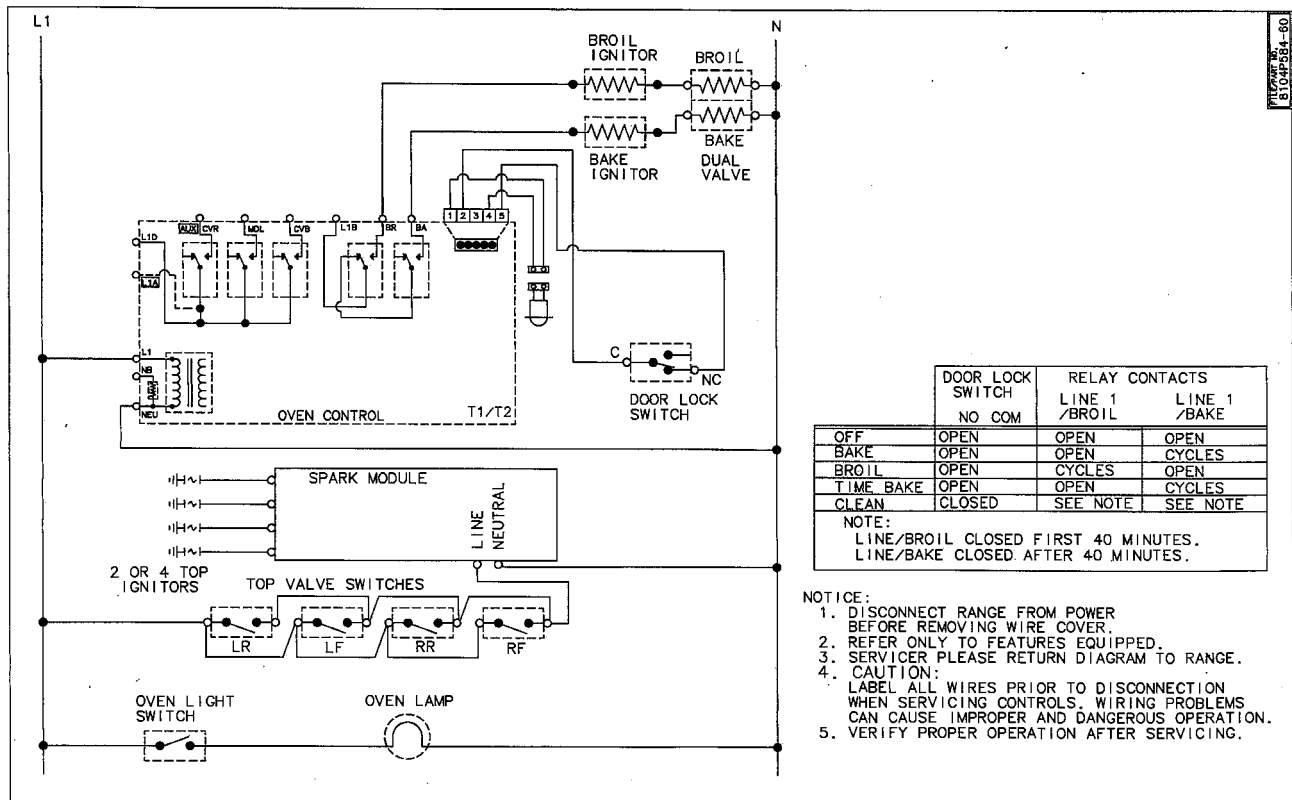 L1
N
FILE/PART NO.
8104P584-60
BROIL
IGNITOR
BROIL
BAKE
IGNITOR
BAKE
DUAL
VALVE
1 2 3 4 5
L1D
AUX CVR
MDL
CVB
L1B
BR
BA
L1A
L1
NB
NEU
OVEN CONTROL
T1/T2
C
NC
DOOR LOCK
SWITCH
SPARK MODULE
LINE
NEUTRAL
2 OR 4 TOP
IGNITORS
TOP VALVE SWITCHES
LR
LF
RR
RF
OVEN LIGHT
SWITCH
OVEN LAMP
DOOR LOCK
SWITCH
NO COM
RELAY CONTACTS
LINE 1
/BROIL
LINE 1
/BAKE
OFF OPEN OPEN OPEN
BAKE OPEN OPEN CYCLES
BROIL OPEN CYCLES OPEN
TIME BAKE OPEN OPEN CYCLES
CLEAN CLOSED SEE NOTE SEE NOTE
NOTE:
LINE/BROIL CLOSED FIRST 40 MINUTES.
LINE/BAKE CLOSED AFTER 40 MINUTES.
NOTICE:
1. DISCONNECT RANGE FROM POWER
BEFORE REMOVING WIRE COVER.
2. REFER ONLY TO FEATURES EQUIPPED.
3. SERVICER PLEASE RETURN DIAGRAM TO RANGE.
4. CAUTION:
LABEL ALL WIRES PRIOR TO DISCONNECTION
WHEN SERVICING CONTROLS. WIRING PROBLEMS
CAN CAUSE IMPROPER AND DANGEROUS OPERATION.
5. VERIFY PROPER OPERATION AFTER SERVICING.